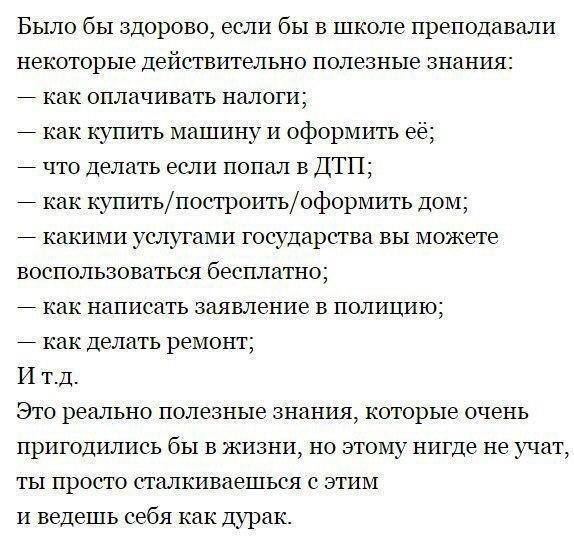 Было бы здорово, если бы в школе преподавали
некоторые действительно полезные знания:
— как оплачивать налоги;
— как купить машину и оформить её;
— что делать если попал в ДТП;
— как купить/построить/оформить дом;
— какими услугами государства вы можете
воспользоваться бесплатно;
— как написать заявление в полицию;
— как делать ремонт;
И т.д.
Это реально полезные знания, которые очень
пригодились бы в жизни, но этому нигде не учат,
ты просто сталкиваешься с этим
и ведешь себя как дурак.